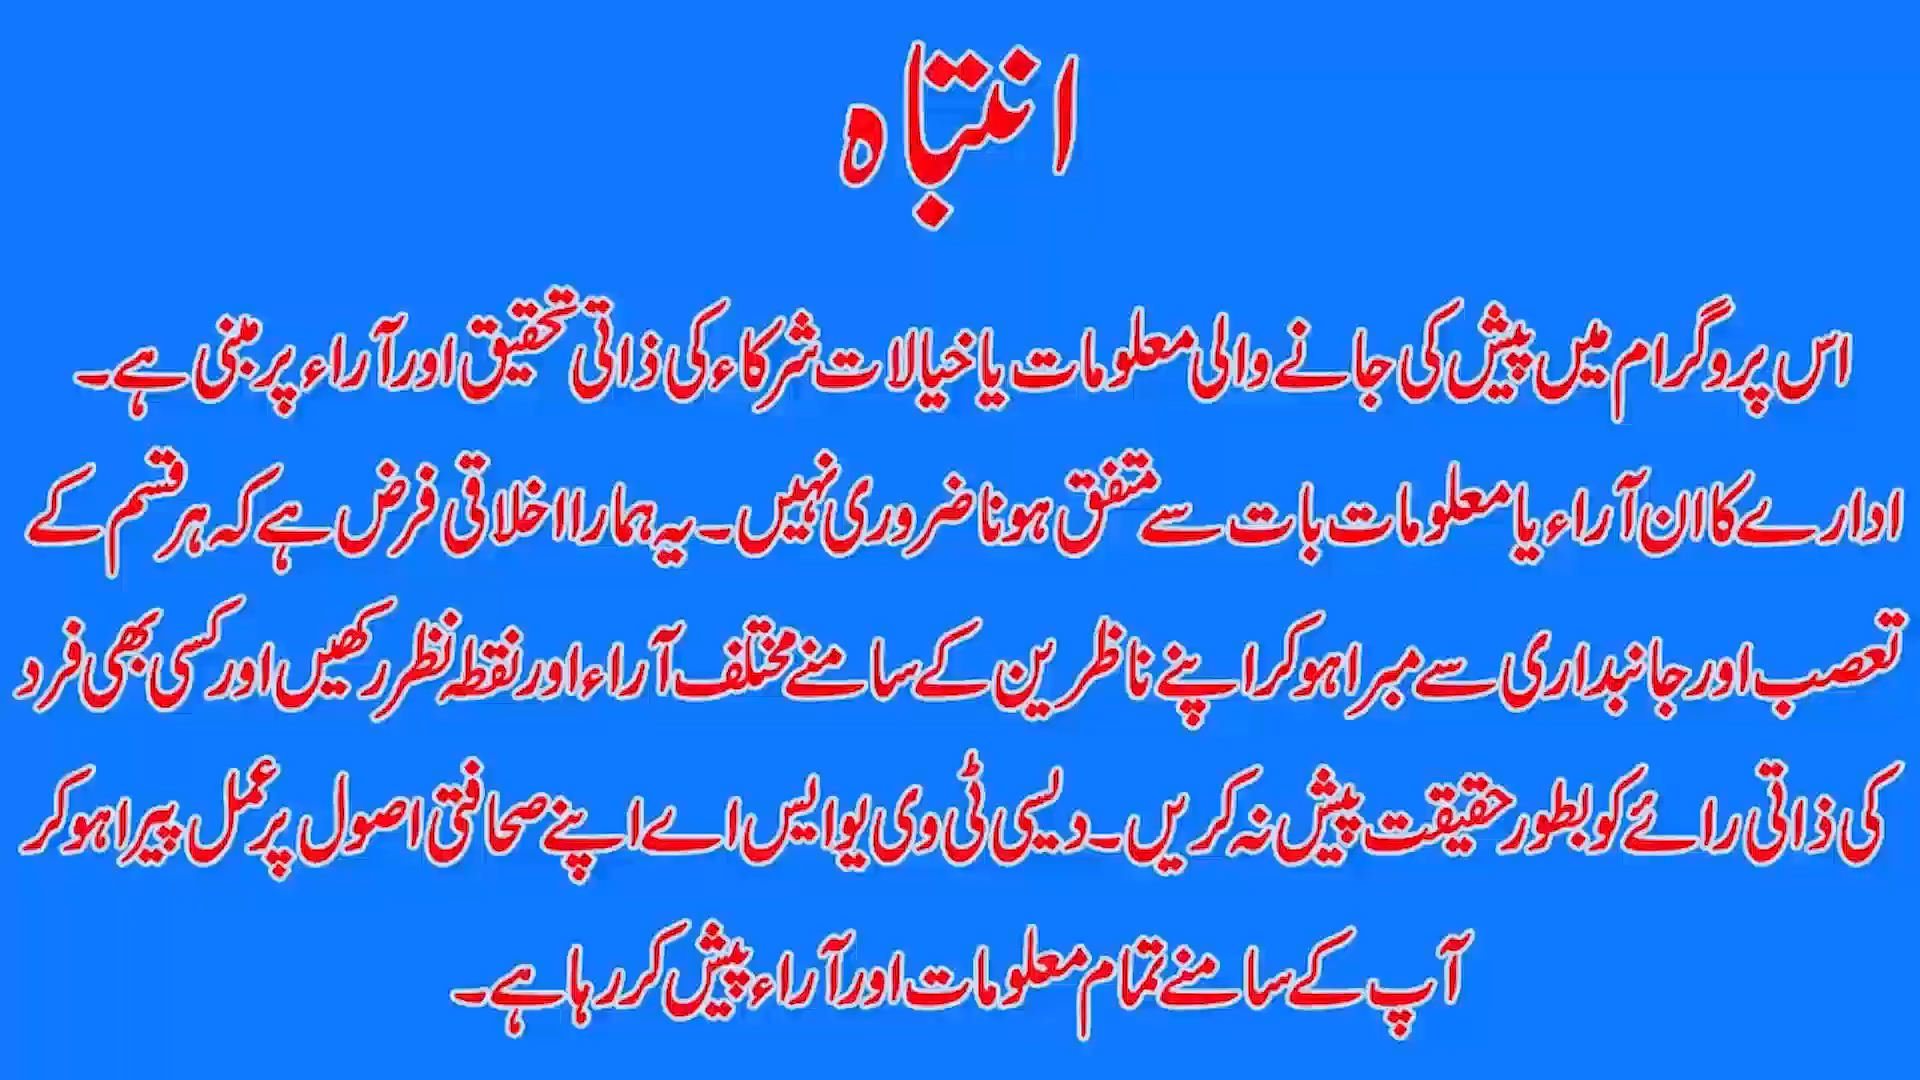 انتباہ
اس پروگرام میں پیش کی جانے والی معلومات یا خیالات شرکاء کی ذاتی تحقیق اور آراء پر مبنی ہے۔
ادارے کا ان آراء یا معلومات بات سے متفق ہونا ضروری نہیں۔ یہ ہمارا اخلاقی فرض ہے کہ ہر قسم کے
تعصب اور جانبداری سے مبرا ہو کر اپنے ناظرین کے سامنے مختلف آراء اور نقطہ نظر رکھیں اور کسی بھی فرد
کی ذاتی رائے کو بطور حقیقت پیش نہ کریں۔ دیسی ٹی وی یو ایس اے اپنے صحافتی اصول پر عمل پیرا ہو کر
آپ کے سامنے تمام معلومات اور آراء پیش کر رہا ہے۔